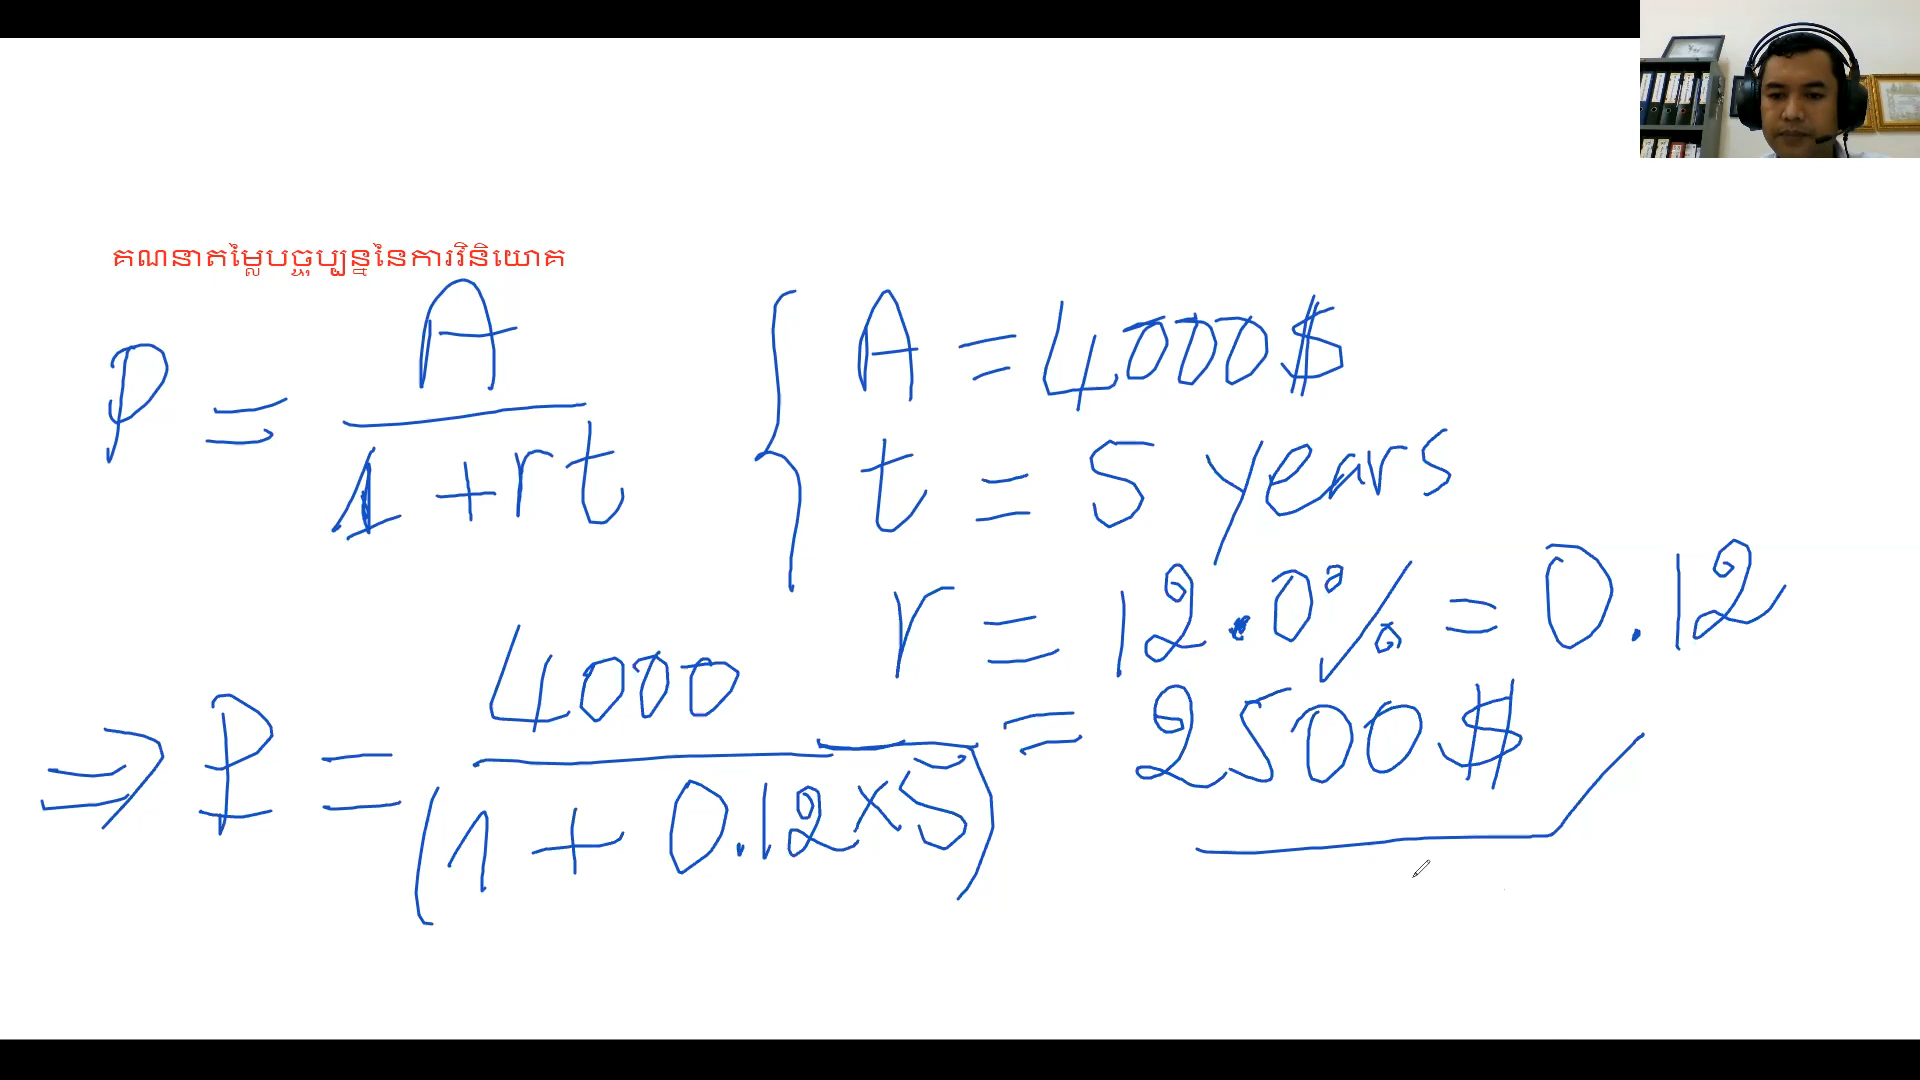 គណនាតម្លៃបច្ចុប្បន្ននៃការវិនិយោគ
P = A / 1 + rt
A = 4000$
t = 5 years
r = 12.0% = 0.12
⇒ P = 4000 / (1 + 0.12 × 5) = 2500 $